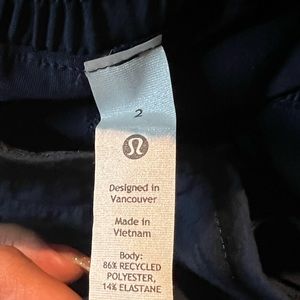 2
Designed in
Vancouver
Made in
Vietnam
Body:
86% RECYCLED
POLYESTER,
14% ELASTANE